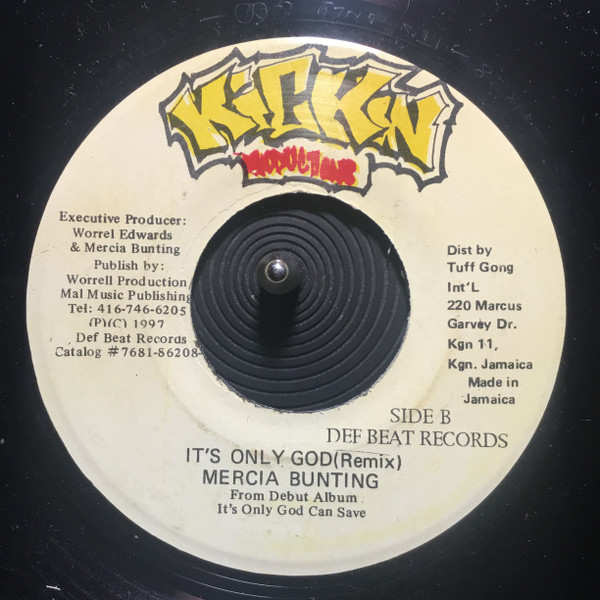 KICKIN
PRODUCTIONS
Executive Producer:
Worrel Edwards
& Mercia Bunting
Publish by:
Worrell Production/
Mal Music Publishing
Tel: 416-746-6205
(P)(C) 1997
Def Beat Records
Catalog #7681-86208-
Dist by
Tuff Gong
Int'L
220 Marcus
Garvey Dr.
Kgn 11,
Kgn. Jamaica
Made in
Jamaica
SIDE B
DEF BEAT RECORDS
IT'S ONLY GOD(Remix)
MERCIA BUNTING
From Debut Album
It's Only God Can Save